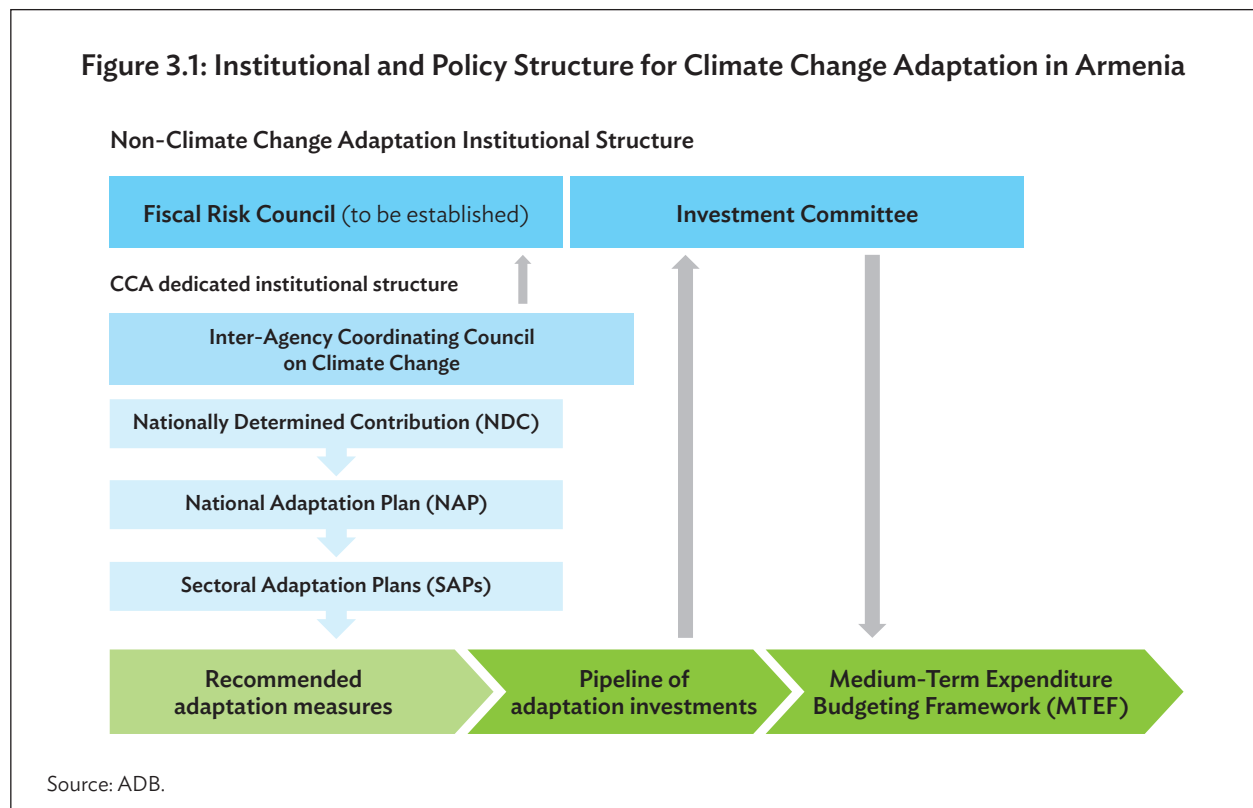 Figure 3.1: Institutional and Policy Structure for Climate Change Adaptation in Armenia
Non-Climate Change Adaptation Institutional Structure
Fiscal Risk Council (to be established)
Investment Committee
CCA dedicated institutional structure
Inter-Agency Coordinating Council
on Climate Change
Nationally Determined Contribution (NDC)
National Adaptation Plan (NAP)
Sectoral Adaptation Plans (SAPs)
Recommended
adaptation measures
Pipeline of
adaptation investments
Medium-Term Expenditure
Budgeting Framework (MTEF)
Source: ADB.